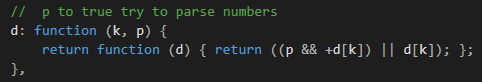 //  p to true try to parse numbers
d: function (k, p) {
    return function (d) { return ((p && +d[k]) || d[k]); };
},